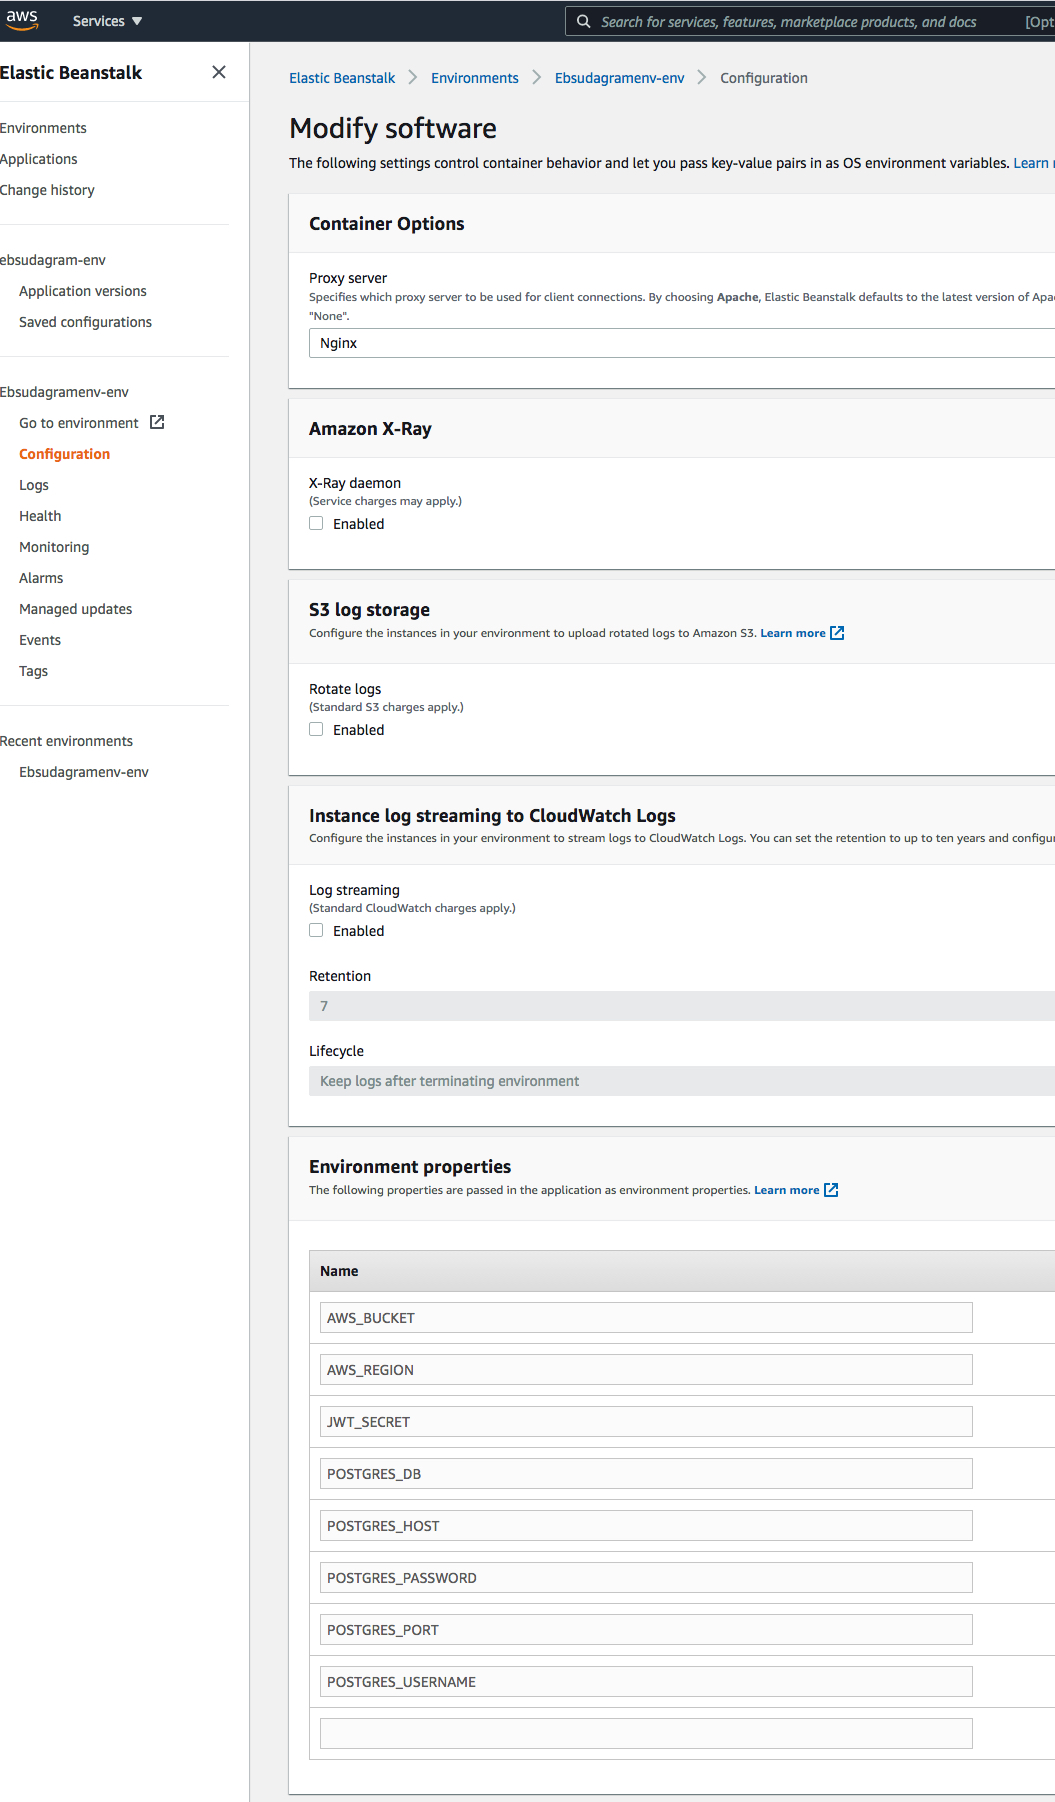 aws
Services ▼
Search for services, features, marketplace products, and docs
[Opt
Elastic Beanstalk
Environments
Applications
Change history
ebsudagram-env
Application versions
Saved configurations
Ebsudagramenv-env
Go to environment
Configuration
Logs
Health
Monitoring
Alarms
Managed updates
Events
Tags
Recent environments
Ebsudagramenv-env
Elastic Beanstalk > Environments > Ebsudagramenv-env > Configuration
Modify software
The following settings control container behavior and let you pass key-value pairs in as OS environment variables. Learn
Container Options
Proxy server
Specifies which proxy server to be used for client connections. By choosing Apache, Elastic Beanstalk defaults to the latest version of Apa
"None".
Nginx
Amazon X-Ray
X-Ray daemon
(Service charges may apply.)
Enabled
S3 log storage
Configure the instances in your environment to upload rotated logs to Amazon S3. Learn more
Rotate logs
(Standard S3 charges apply.)
Enabled
Instance log streaming to CloudWatch Logs
Configure the instances in your environment to stream logs to CloudWatch Logs. You can set the retention to up to ten years and configu
Log streaming
(Standard CloudWatch charges apply.)
Enabled
Retention
7
Lifecycle
Keep logs after terminating environment
Environment properties
The following properties are passed in the application as environment properties. Learn more
Name
AWS_BUCKET
AWS_REGION
JWT_SECRET
POSTGRES_DB
POSTGRES_HOST
POSTGRES_PASSWORD
POSTGRES_PORT
POSTGRES_USERNAME